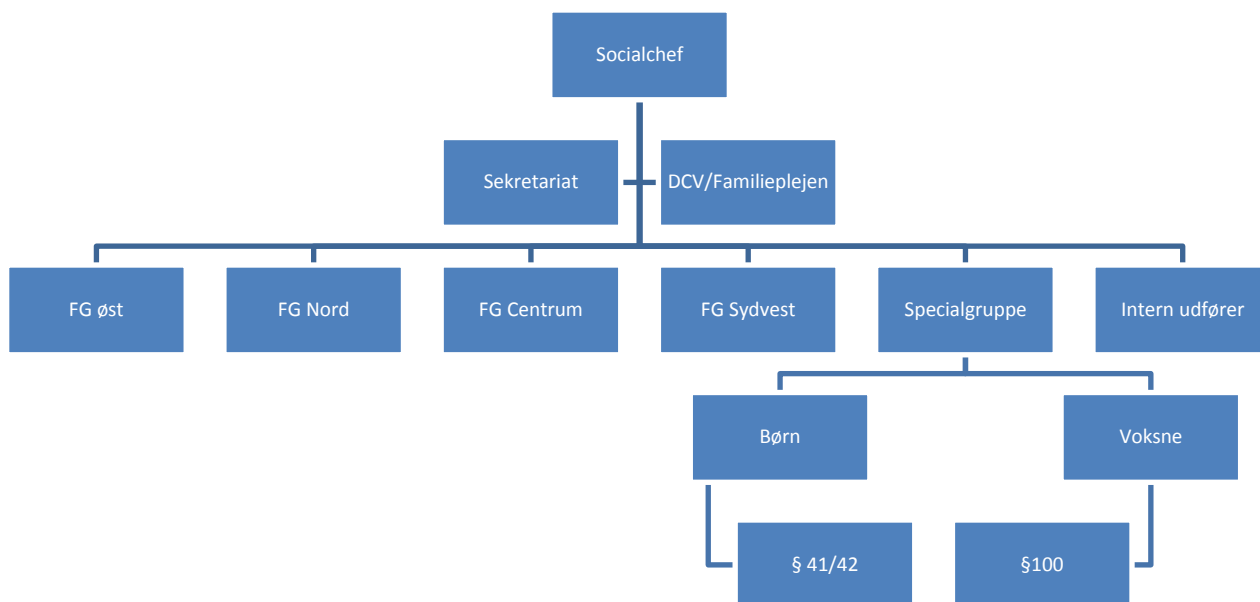 Socialchef
Sekretariat
DCV/Familieplejen
FG øst
FG Nord
FG Centrum
FG Sydvest
Specialgruppe
Intern udfører
Børn
Voksne
§ 41/42
§100